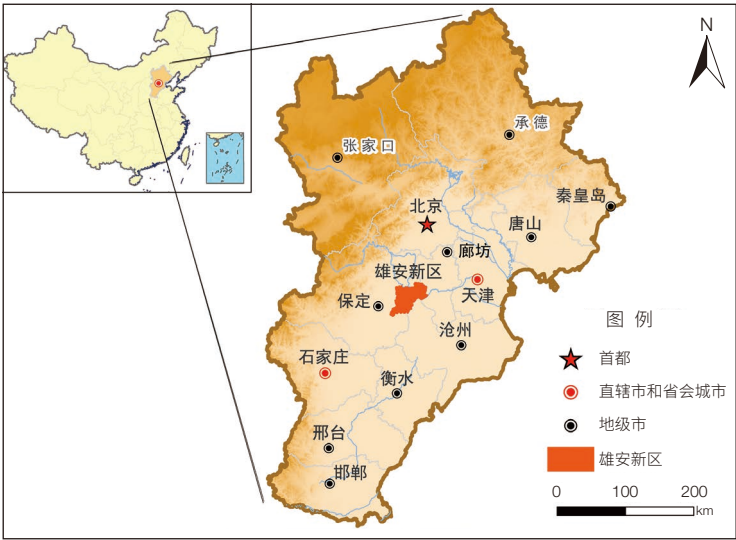 N
承德
张家口
秦皇岛
北京
唐山
廊坊
雄安新区
天津
保定
沧州
石家庄
衡水
邢台
邯郸
图例
首都
直辖市和省会城市
地级市
雄安新区
0 100 200
km